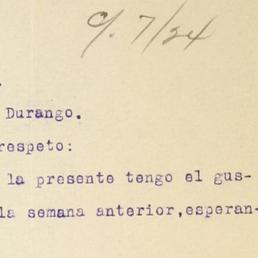 9/. 7/24
.
Durango.
respeto:
la presente tengo el gus-
la semana anterior,esperan-